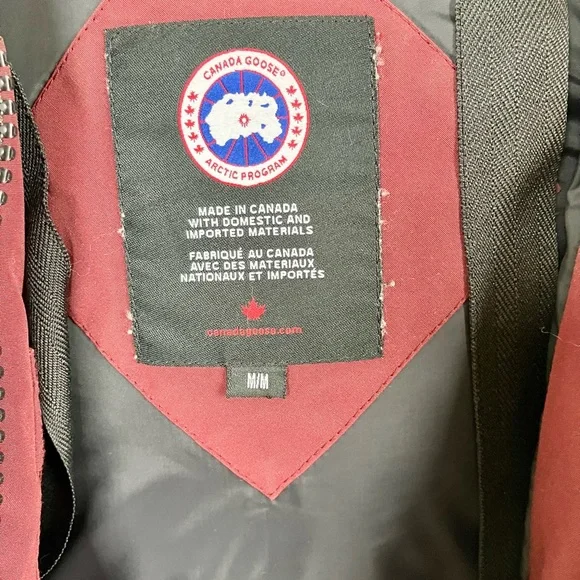 CANADA GOOSE®
ARCTIC PROGRAM
MADE IN CANADA
WITH DOMESTIC AND
IMPORTED MATERIALS
FABRIQUÉ AU CANADA
AVEC DES MATERIAUX
NATIONAUX ET IMPORTÉS
canadagoose.com
M/M